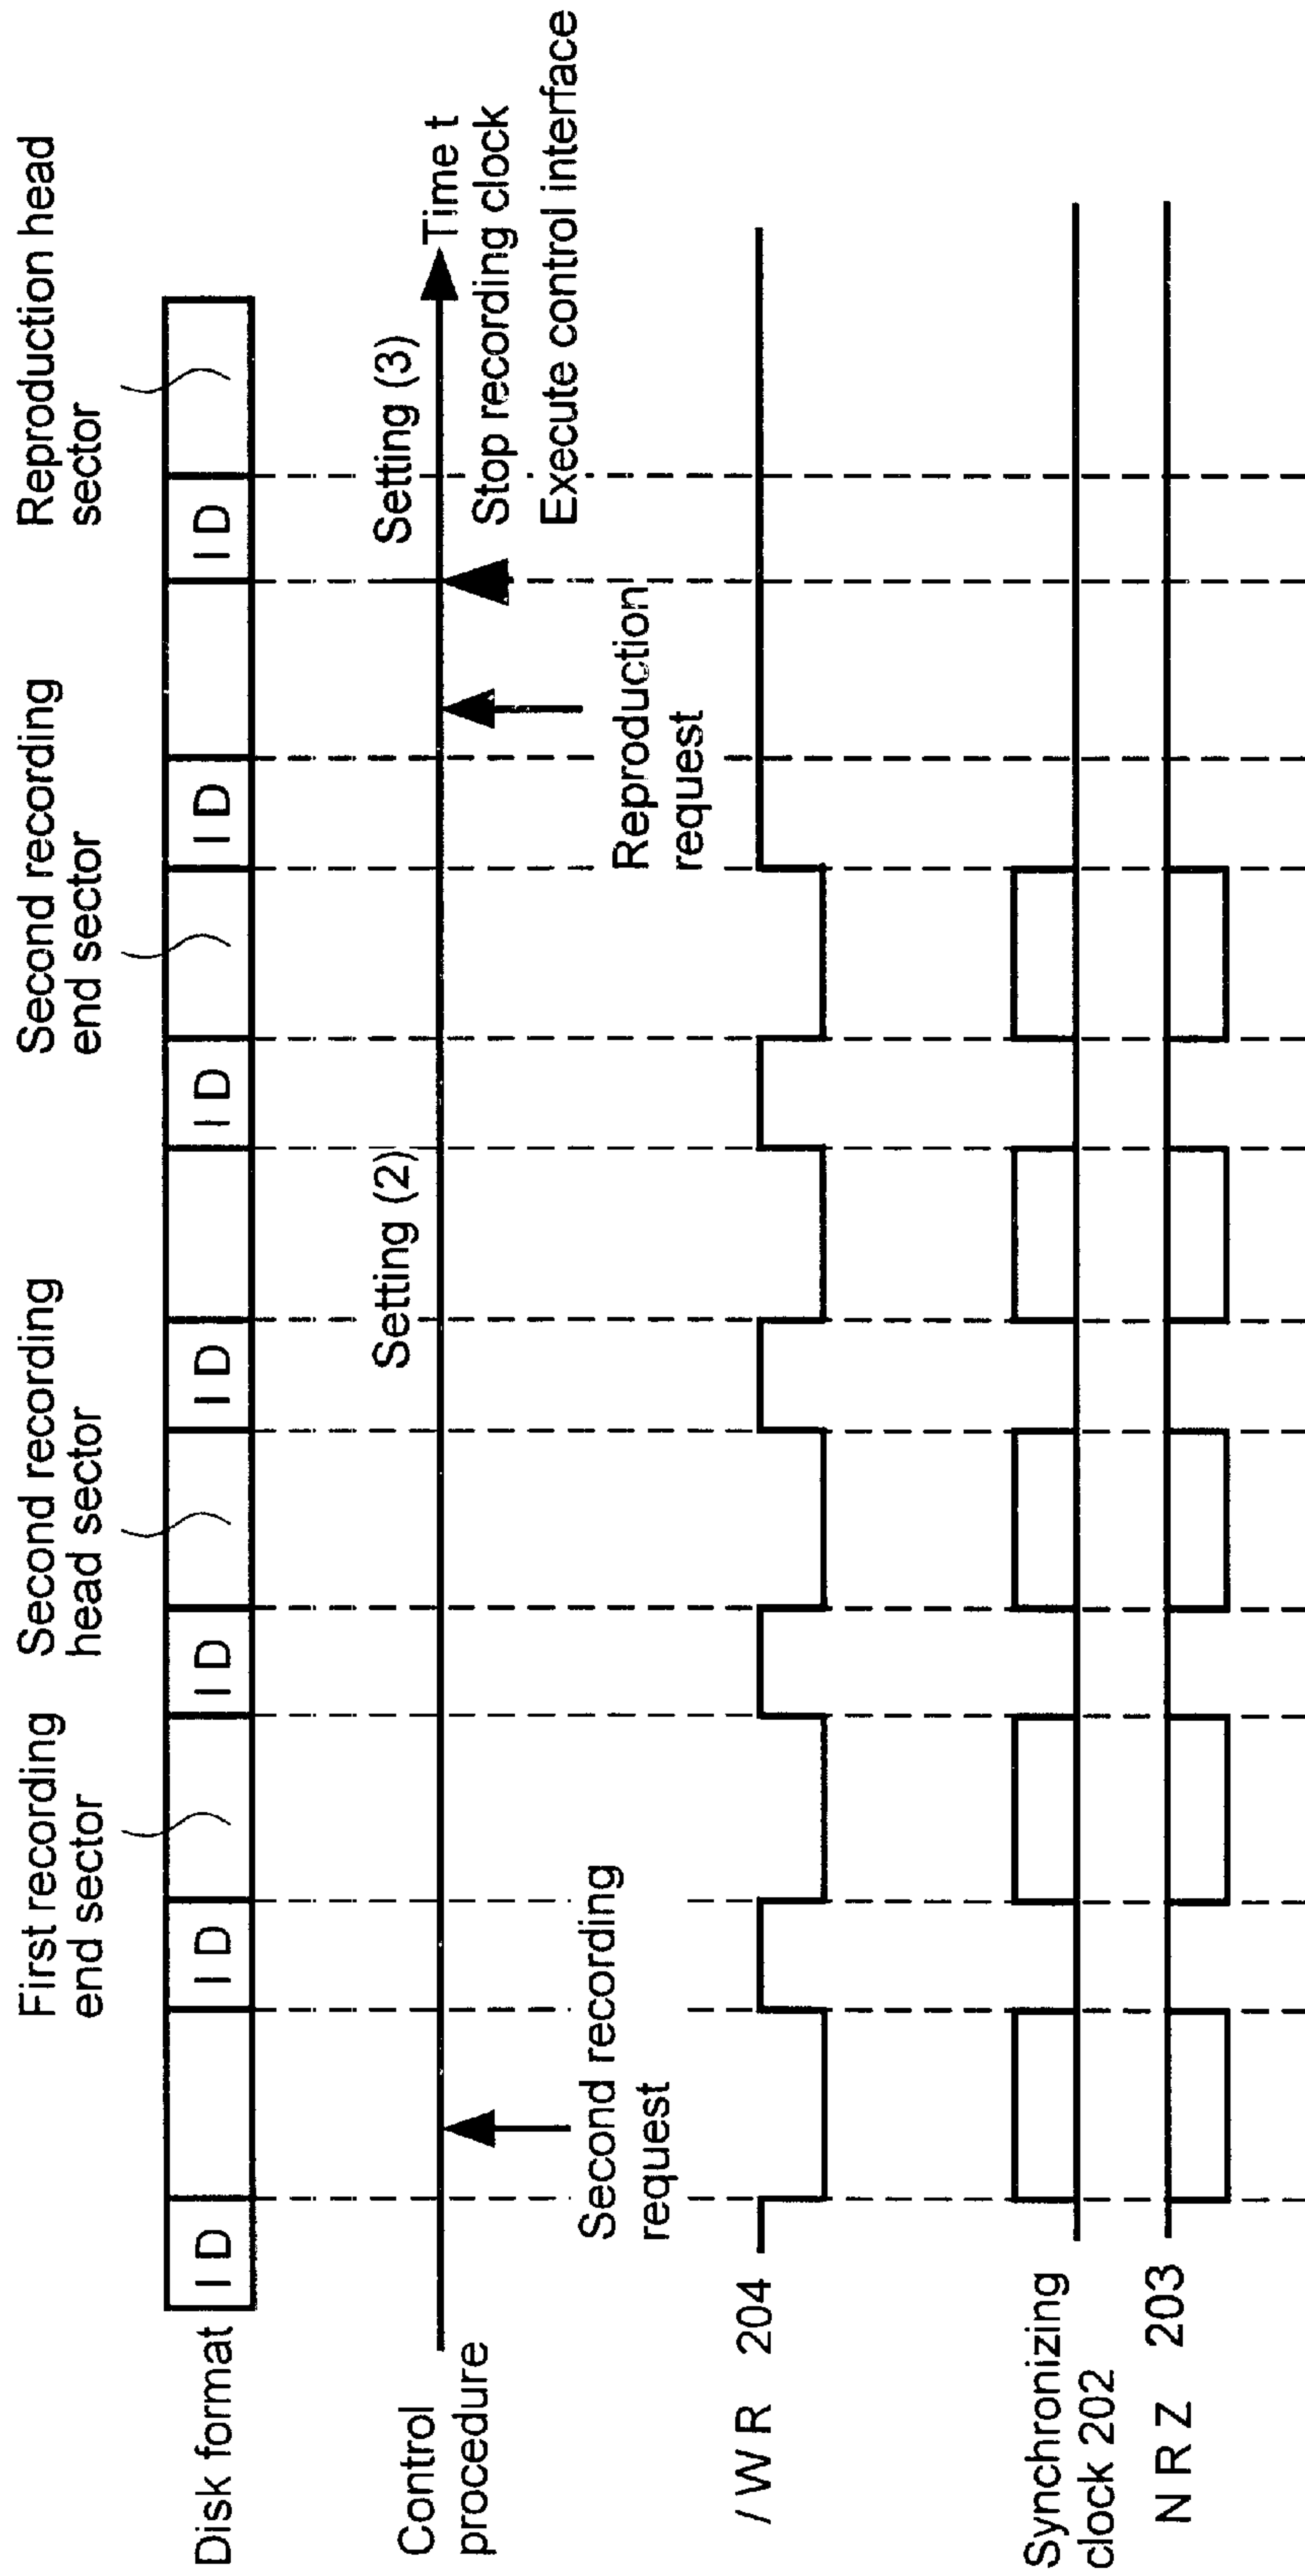 First recording
end sector
Second recording
head sector
Second recording
end sector
Reproduction head
sector
Disk format
ID
ID
ID
ID
ID
ID
ID
Setting (2)
Setting (3)
Control
procedure
Time t
Stop recording clock
Execute control interface
Second recording
request
Reproduction
request
/WR 204
Synchronizing
clock 202
NRZ 203